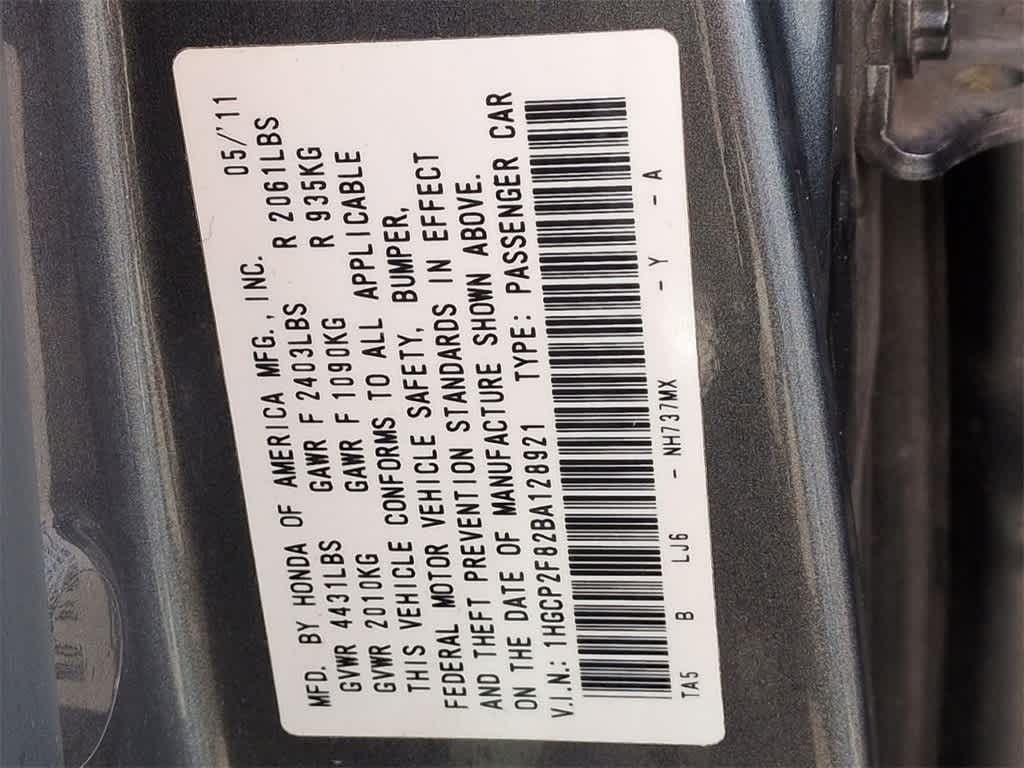 MFD. BY HONDA OF AMERICA MFG., INC. 05/'11
GVWR 4431LBS GAWR F 2403LBS R 2061LBS
GVWR 2010KG GAWR F 1090KG R 935KG
THIS VEHICLE CONFORMS TO ALL APPLICABLE
FEDERAL MOTOR VEHICLE SAFETY, BUMPER,
AND THEFT PREVENTION STANDARDS IN EFFECT
ON THE DATE OF MANUFACTURE SHOWN ABOVE.
V.I.N.: 1HGCP2F82BA128921 TYPE: PASSENGER CAR
TA5 B LJ6 - NH737MX - Y - A